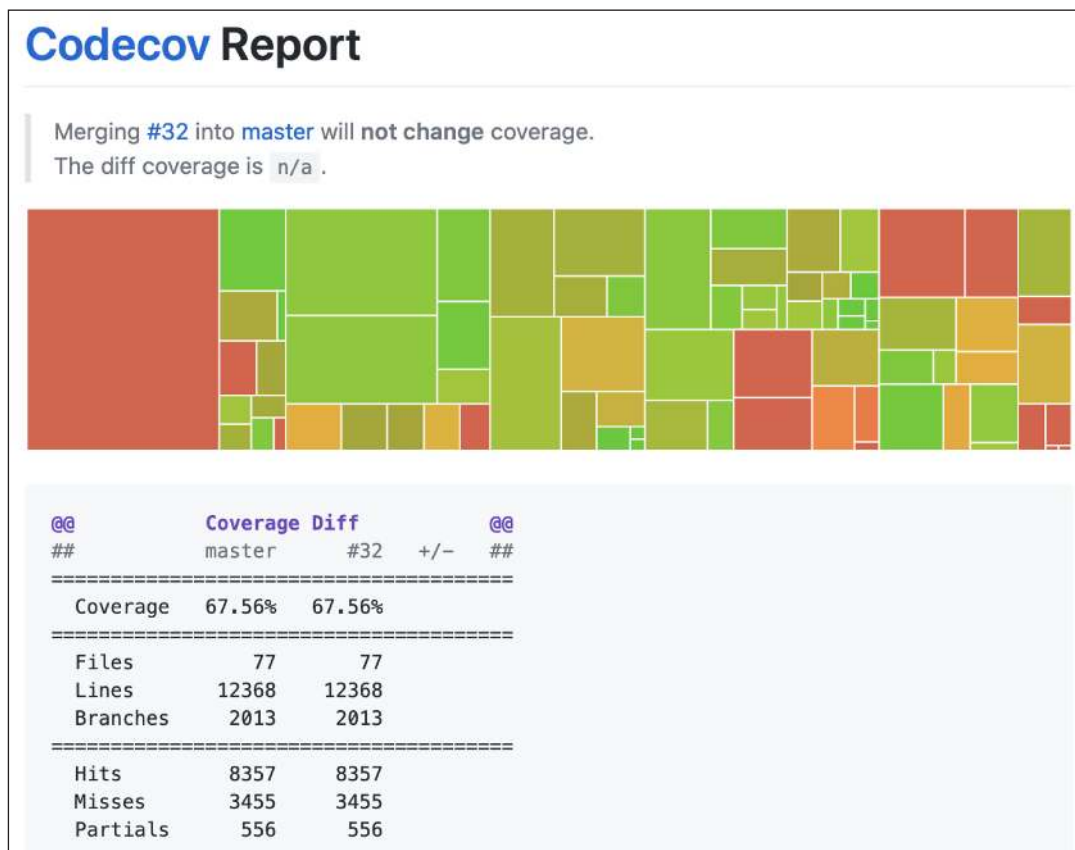 Codecov Report
Merging #32 into master will not change coverage.
The diff coverage is n/a .
@@ Coverage Diff @@
## master #32 +/- ##
=======================================
Coverage 67.56% 67.56%
=======================================
Files 77 77
Lines 12368 12368
Branches 2013 2013
=======================================
Hits 8357 8357
Misses 3455 3455
Partials 556 556